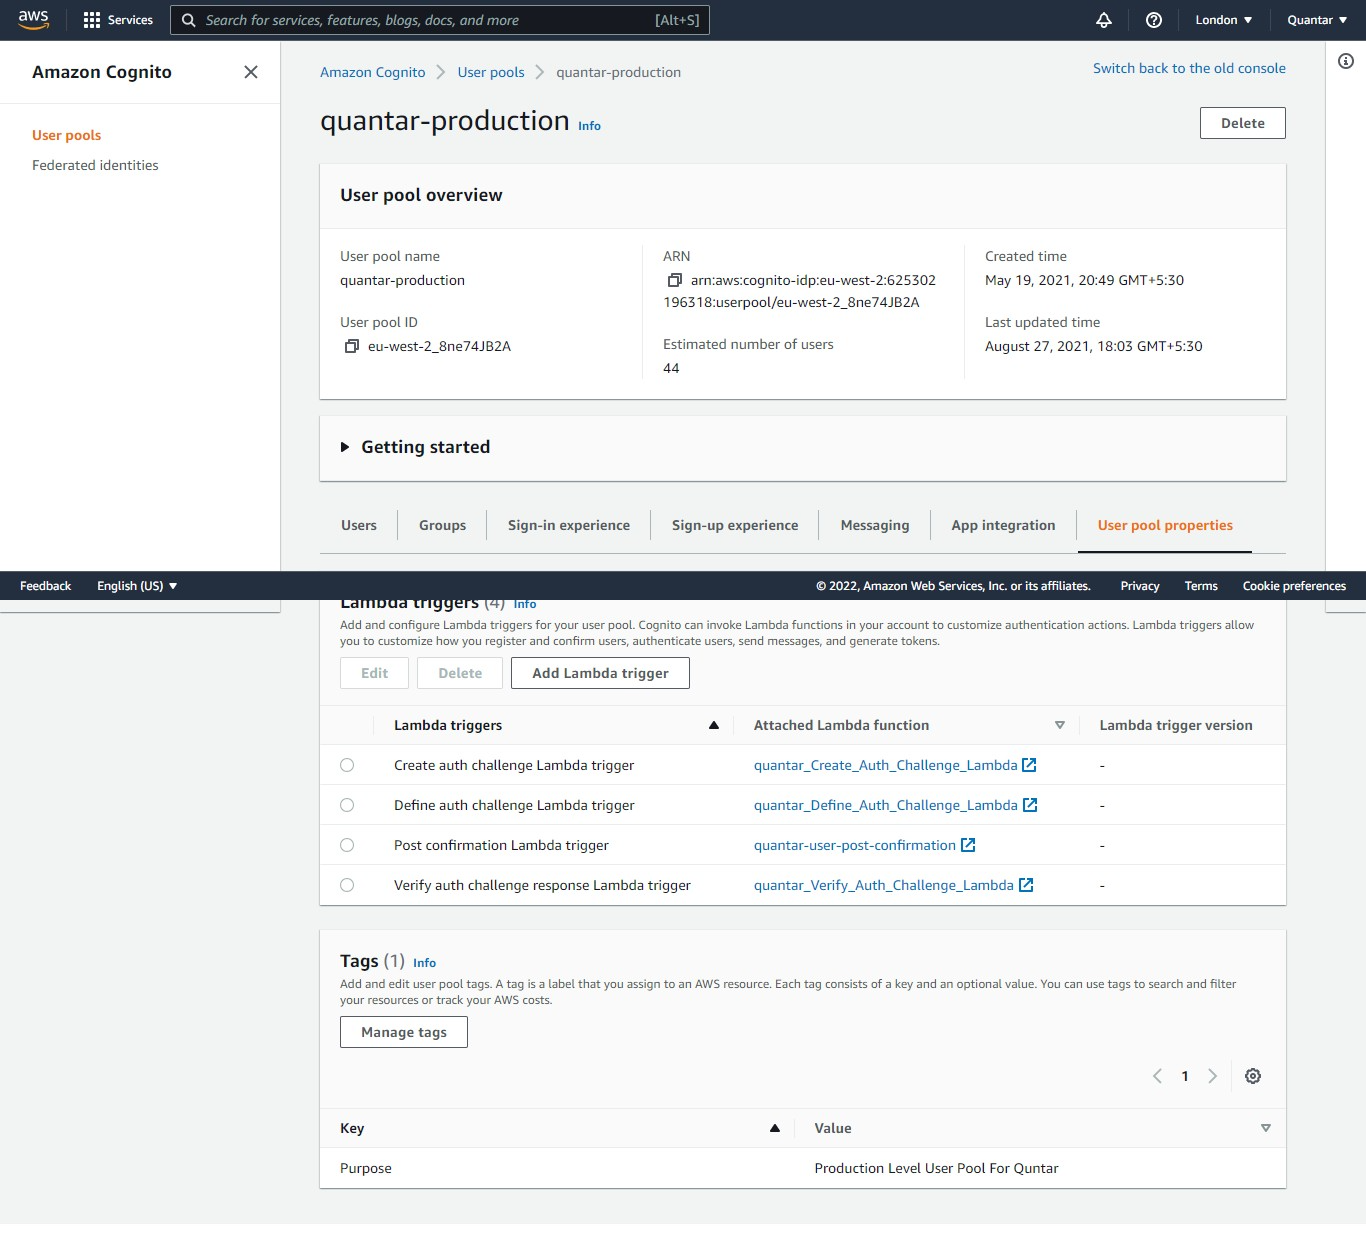 aws
Services
Search for services, features, blogs, docs, and more [Alt+S]
London
Quantar
Amazon Cognito
User pools
Federated identities
Amazon Cognito
User pools
quantar-production
Switch back to the old console
quantar-production Info
Delete
User pool overview
User pool name
quantar-production
User pool ID
eu-west-2_8ne74JB2A
ARN
arn:aws:cognito-idp:eu-west-2:625302
196318:userpool/eu-west-2_8ne74JB2A
Estimated number of users
44
Created time
May 19, 2021, 20:49 GMT+5:30
Last updated time
August 27, 2021, 18:03 GMT+5:30
Getting started
Users
Groups
Sign-in experience
Sign-up experience
Messaging
App integration
User pool properties
Feedback
English (US)
© 2022, Amazon Web Services, Inc. or its affiliates.
Privacy
Terms
Cookie preferences
Lambda triggers (4) Info
Add and configure Lambda triggers for your user pool. Cognito can invoke Lambda functions in your account to customize authentication actions. Lambda triggers allow
you to customize how you register and confirm users, authenticate users, send messages, and generate tokens.
Edit
Delete
Add Lambda trigger
Lambda triggers
Attached Lambda function
Lambda trigger version
Create auth challenge Lambda trigger
quantar_Create_Auth_Challenge_Lambda
-
Define auth challenge Lambda trigger
quantar_Define_Auth_Challenge_Lambda
-
Post confirmation Lambda trigger
quantar-user-post-confirmation
-
Verify auth challenge response Lambda trigger
quantar_Verify_Auth_Challenge_Lambda
-
Tags (1) Info
Add and edit user pool tags. A tag is a label that you assign to an AWS resource. Each tag consists of a key and an optional value. You can use tags to search and filter
your resources or track your AWS costs.
Manage tags
1
Key
Value
Purpose
Production Level User Pool For Quntar